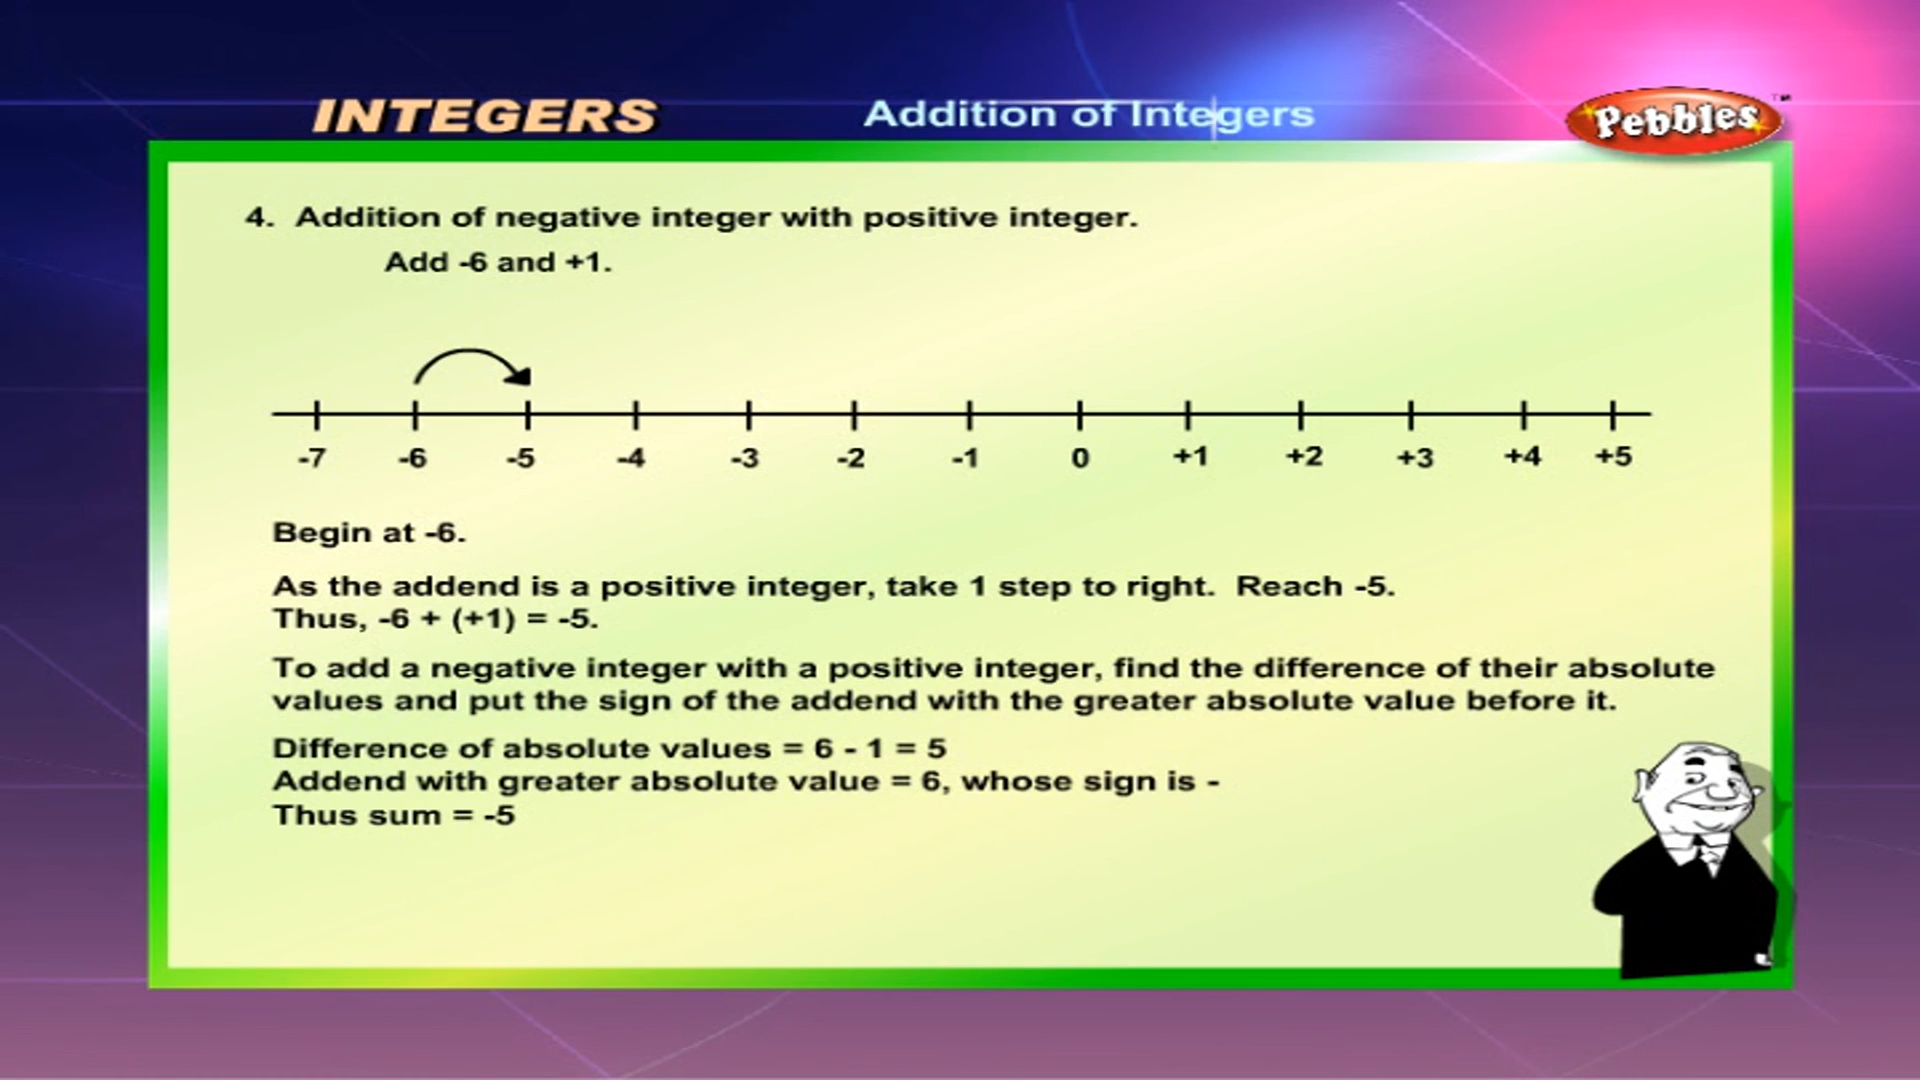 INTEGERS
Addition of Integers
Pebbles™
4. Addition of negative integer with positive integer.
Add -6 and +1.
-7 -6 -5 -4 -3 -2 -1 0 +1 +2 +3 +4 +5
Begin at -6.
As the addend is a positive integer, take 1 step to right. Reach -5.
Thus, -6 + (+1) = -5.
To add a negative integer with a positive integer, find the difference of their absolute
values and put the sign of the addend with the greater absolute value before it.
Difference of absolute values = 6 - 1 = 5
Addend with greater absolute value = 6, whose sign is -
Thus sum = -5